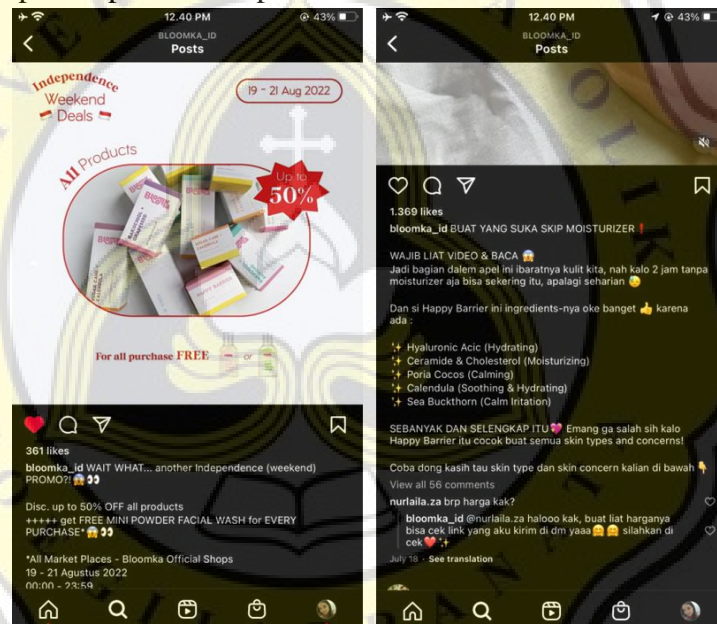 12.40 PM
43%
BLOOMKA_ID
Posts
Independence
Weekend
Deals
19 - 21 Aug 2022
All Products
Up to
50%
For all purchase FREE
or
361 likes
bloomka_id WAIT WHAT... another Independence (weekend)
PROMO?!😱👀
Disc. up to 50% OFF all products
+++++ get FREE MINI POWDER FACIAL WASH for EVERY
PURCHASE*😱👀
*All Market Places - Bloomka Official Shops
19 - 21 Agustus 2022
00:00 - 23:59
12.40 PM
43%
BLOOMKA_ID
Posts
1.369 likes
bloomka_id BUAT YANG SUKA SKIP MOISTURIZER❗
WAJIB LIAT VIDEO & BACA 😱
Jadi bagian dalem apel ini ibaratnya kulit kita, nah kalo 2 jam tanpa
moisturizer aja bisa sekering itu, apalagi seharian 😥
Dan si Happy Barrier ini ingredients-nya oke banget 👍 karena
ada :
✨ Hyaluronic Acic (Hydrating)
✨ Ceramide & Cholesterol (Moisturizing)
✨ Poria Cocos (Calming)
✨ Calendula (Soothing & Hydrating)
✨ Sea Buckthorn (Calm Iritation)
SEBANYAK DAN SELENGKAP ITU💖 Emang ga salah sih kalo
Happy Barrier itu cocok buat semua skin types and concerns!
Coba dong kasih tau skin type dan skin concern kalian di bawah 👇
View all 56 comments
nurlaila.za brp harga kak?
bloomka_id @nurlaila.za halooo kak, buat liat harganya
bisa cek link yang aku kirim di dm yaaa🤗🤗 silahkan di
cek❤️✨
July 18 · See translation